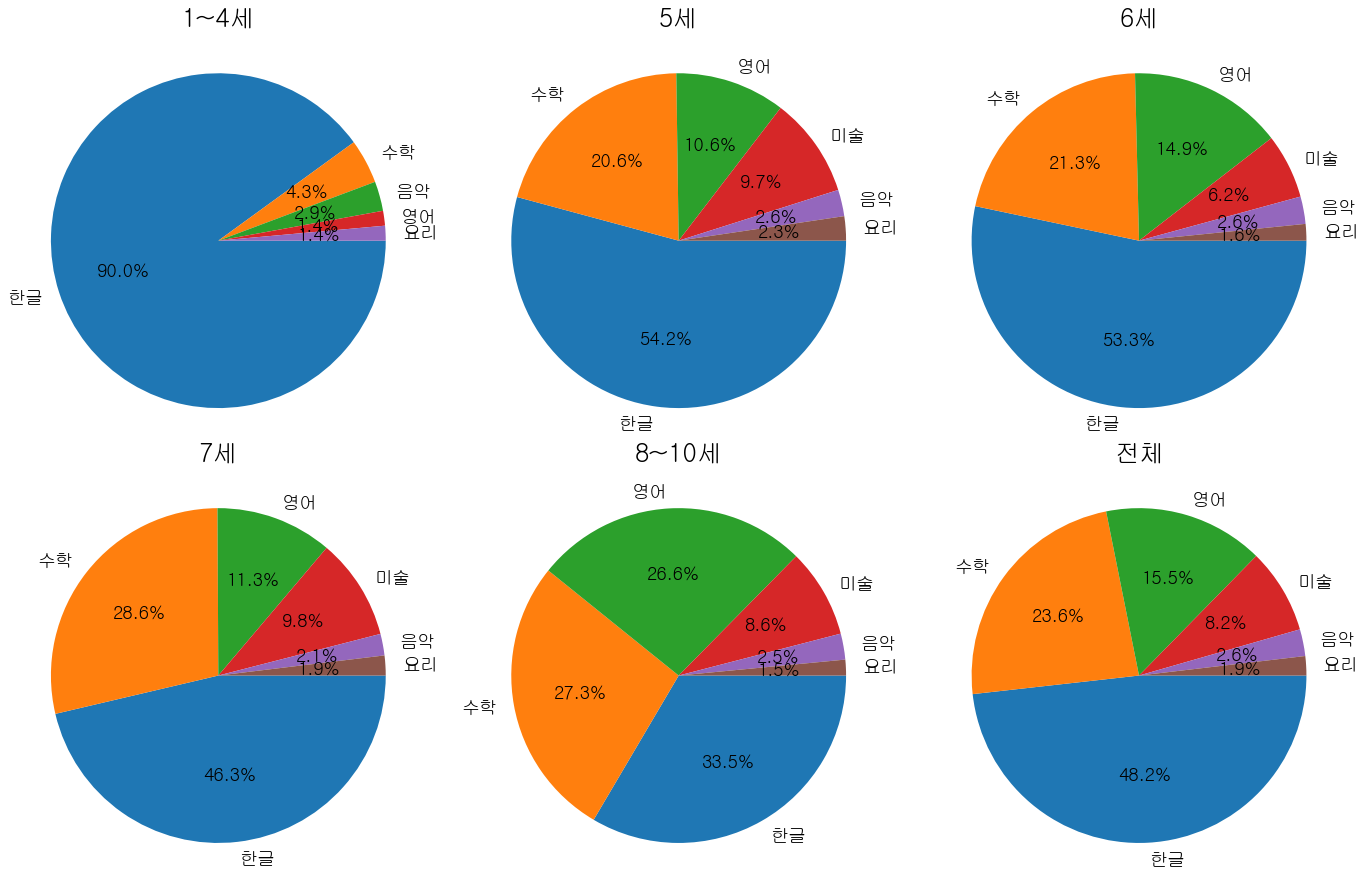 1~4세
수학
4.3%
음악
2.9%
영어
1.4%
요리
1.4%
90.0%
한글
5세
영어
수학
미술
10.6%
20.6%
9.7%
음악
2.6%
요리
2.3%
54.2%
한글
6세
영어
수학
14.9%
미술
21.3%
6.2%
음악
2.6%
요리
1.6%
53.3%
한글
7세
영어
수학
미술
11.3%
28.6%
9.8%
음악
2.1%
요리
1.9%
46.3%
한글
8~10세
영어
26.6%
미술
8.6%
음악
2.5%
요리
1.5%
27.3%
수학
33.5%
한글
전체
영어
수학
미술
15.5%
23.6%
8.2%
음악
2.6%
요리
1.9%
48.2%
한글